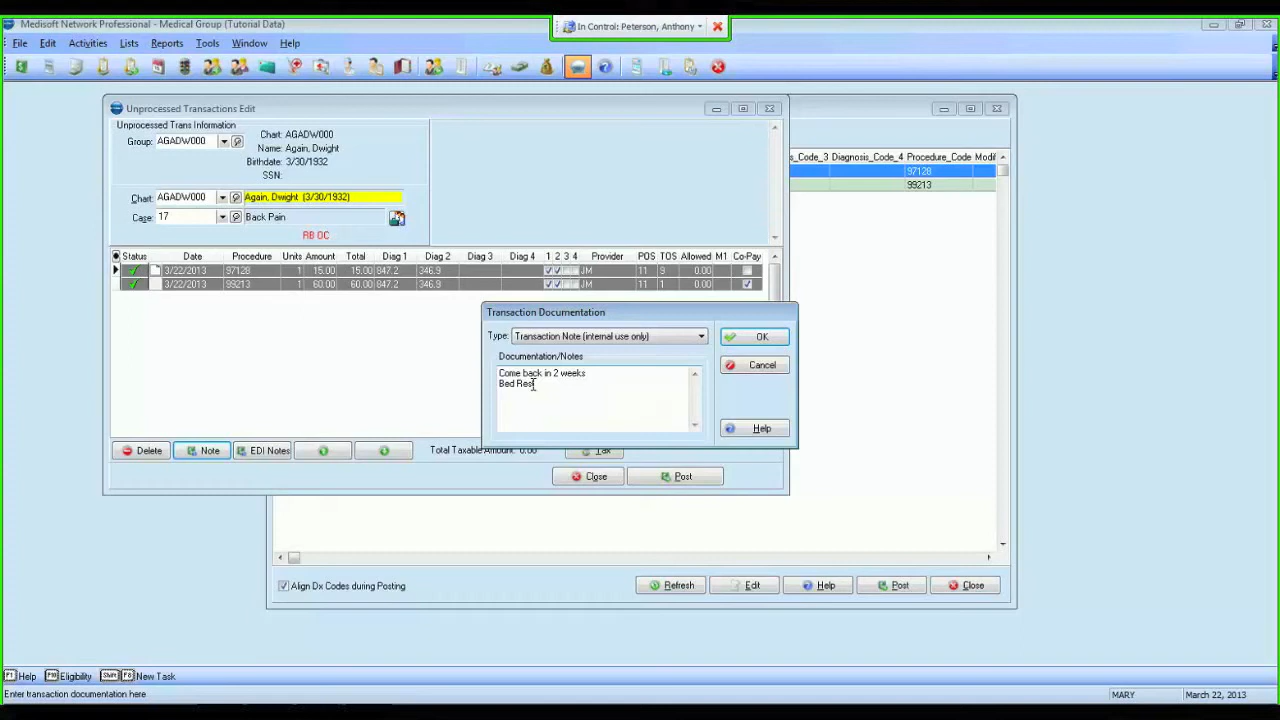 Medisoft Network Professional - Medical Group (Tutorial Data)
In Control: Peterson, Anthony
File Edit Activities Lists Reports Tools Window Help
Unprocessed Transactions Edit
Unprocessed Trans Information
Group: AGADW000
Chart: AGADW000
Name: Again, Dwight
Birthdate: 3/30/1932
SSN:
Chart: AGADW000 Again, Dwight (3/30/1932)
Case: 17 Back Pain
RB OC
s_Code_3 Diagnosis_Code_4 Procedure_Code Modif
97128
99213
Status Date Procedure Units Amount Total Diag 1 Diag 2 Diag 3 Diag 4 1 2 3 4 Provider POS TOS Allowed M1 Co-Pay
3/22/2013 97128 1 15.00 15.00 847.2 346.9 JM 11 9 0.00
3/22/2013 99213 1 60.00 60.00 847.2 346.9 JM 11 1 0.00
Transaction Documentation
Type: Transaction Note (internal use only)
OK
Documentation/Notes
Cancel
Come back in 2 weeks
Bed Rest
Help
Delete Note EDI Notes Total Taxable Amount: 0.00 Tax
Close Post
Align Dx Codes during Posting Refresh Edit Help Post Close
F1 Help F10 Eligibility Shift F8 New Task
Enter transaction documentation here MARY March 22, 2013